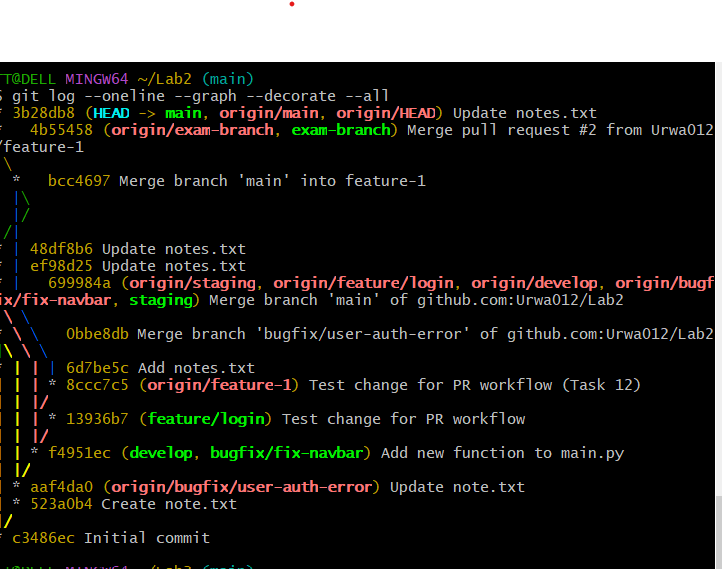 T@DELL MINGW64 ~/Lab2 (main)
$ git log --oneline --graph --decorate --all
* 3b28db8 (HEAD -> main, origin/main, origin/HEAD) Update notes.txt
*   4b55458 (origin/exam-branch, exam-branch) Merge pull request #2 from Urwa012
/feature-1
\
*   bcc4697 Merge branch 'main' into feature-1
|\
|/
/|
* | 48df8b6 Update notes.txt
* | ef98d25 Update notes.txt
* |   699984a (origin/staging, origin/feature/login, origin/develop, origin/bugf
ix/fix-navbar, staging) Merge branch 'main' of github.com:Urwa012/Lab2
\ \
* \ \   0bbe8db Merge branch 'bugfix/user-auth-error' of github.com:Urwa012/Lab2
|\ \ \
* | | | 6d7be5c Add notes.txt
| | | * 8ccc7c5 (origin/feature-1) Test change for PR workflow (Task 12)
| | |/
| | | * 13936b7 (feature/login) Test change for PR workflow
| | |/
| | * f4951ec (develop, bugfix/fix-navbar) Add new function to main.py
| |/
| * aaf4da0 (origin/bugfix/user-auth-error) Update note.txt
| * 523a0b4 Create note.txt
|/
* c3486ec Initial commit